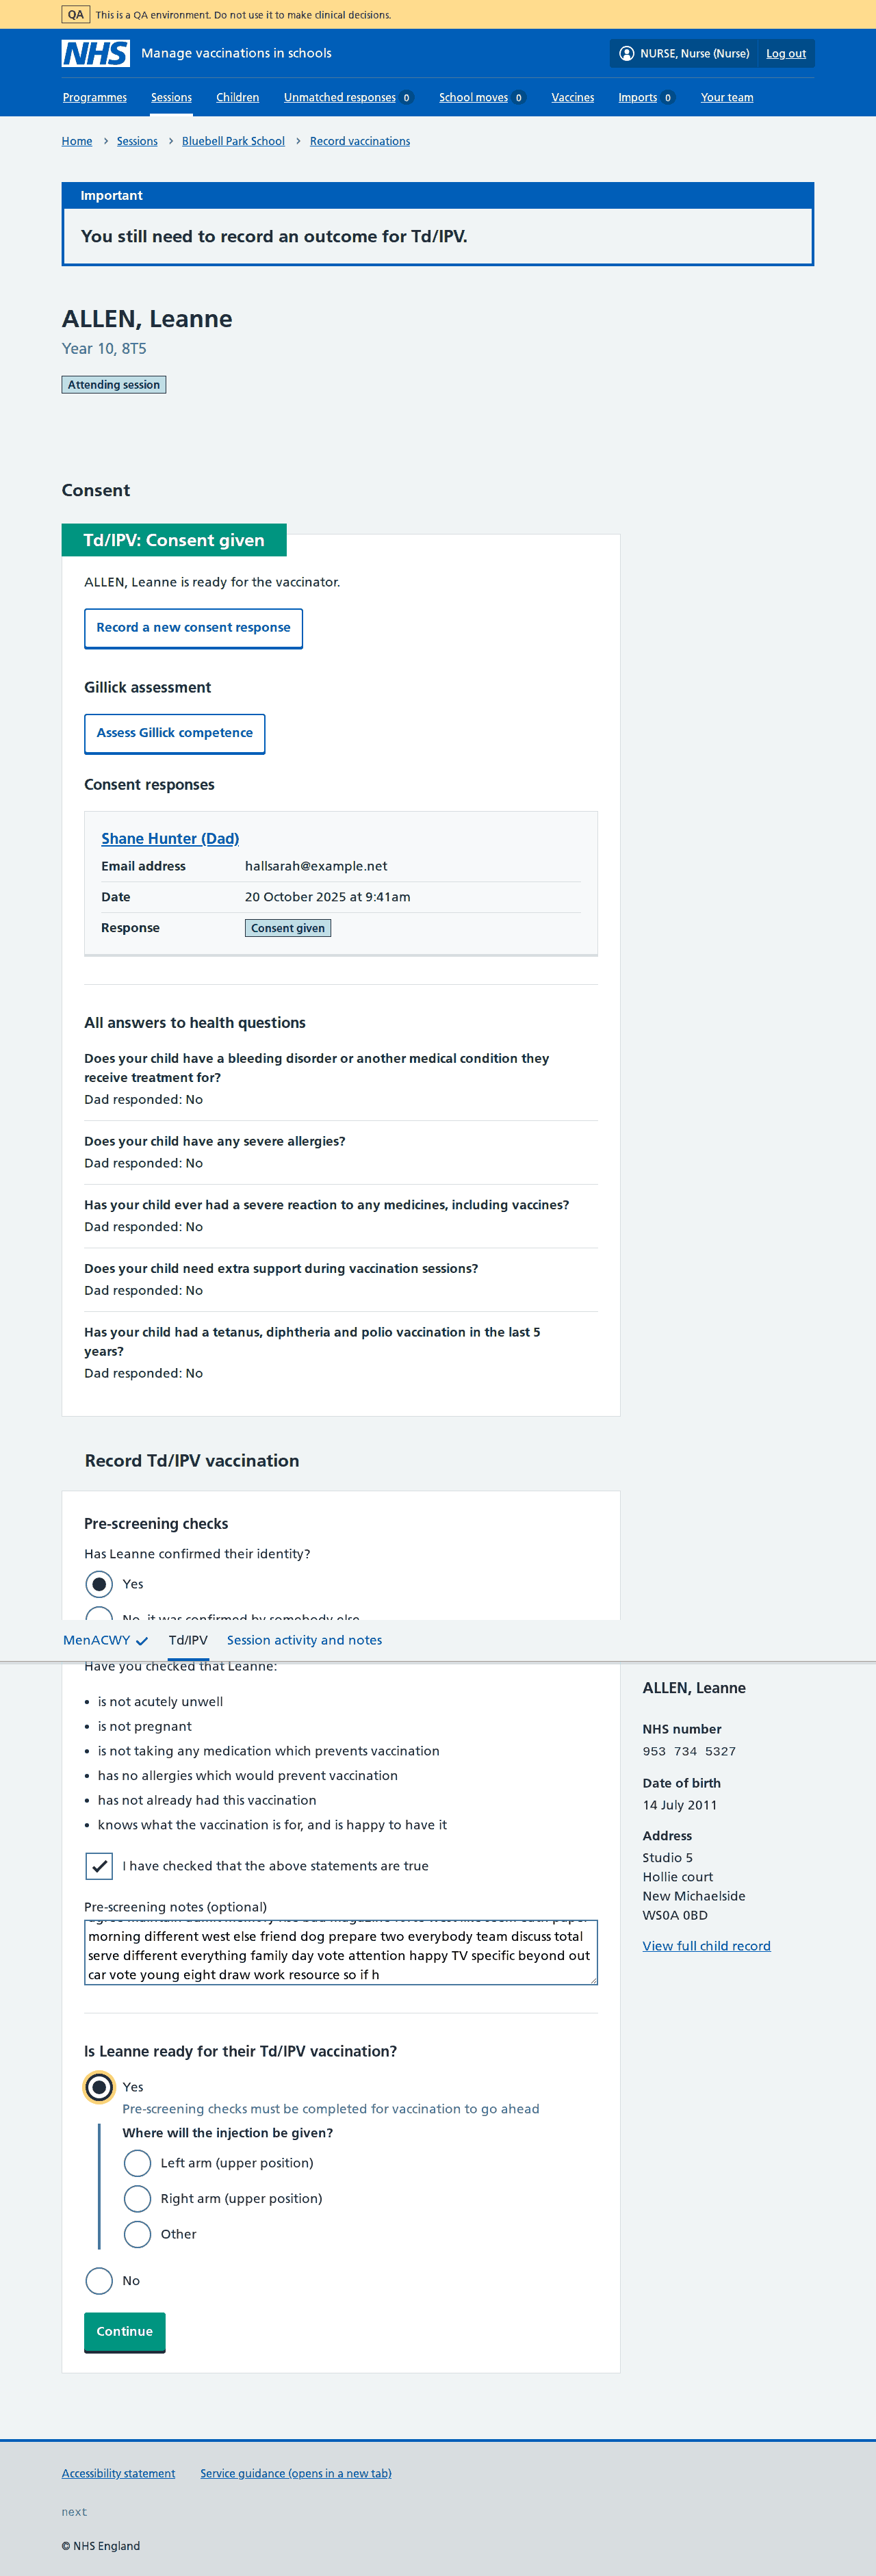 QA This is a QA environment. Do not use it to make clinical decisions.
NHS Manage vaccinations in schools NURSE, Nurse (Nurse) Log out
Programmes Sessions Children Unmatched responses 0 School moves 0 Vaccines Imports 0 Your team
Home Sessions Bluebell Park School Record vaccinations
Important
You still need to record an outcome for Td/IPV.
ALLEN, Leanne
Year 10, 8T5
Attending session
Consent
Td/IPV: Consent given
ALLEN, Leanne is ready for the vaccinator.
Record a new consent response
Gillick assessment
Assess Gillick competence
Consent responses
Shane Hunter (Dad)
Email address hallsarah@example.net
Date 20 October 2025 at 9:41am
Response Consent given
All answers to health questions
Does your child have a bleeding disorder or another medical condition they
receive treatment for?
Dad responded: No
Does your child have any severe allergies?
Dad responded: No
Has your child ever had a severe reaction to any medicines, including vaccines?
Dad responded: No
Does your child need extra support during vaccination sessions?
Dad responded: No
Has your child had a tetanus, diphtheria and polio vaccination in the last 5
years?
Dad responded: No
Record Td/IPV vaccination
Pre-screening checks
Has Leanne confirmed their identity?
Yes
No, it was confirmed by somebody else
MenACWY Td/IPV Session activity and notes
Have you checked that Leanne:
is not acutely unwell
is not pregnant
is not taking any medication which prevents vaccination
has no allergies which would prevent vaccination
has not already had this vaccination
knows what the vaccination is for, and is happy to have it
I have checked that the above statements are true
Pre-screening notes (optional)
morning different west else friend dog prepare two everybody team discuss total
serve different everything family day vote attention happy TV specific beyond out
car vote young eight draw work resource so if h
Is Leanne ready for their Td/IPV vaccination?
Yes
Pre-screening checks must be completed for vaccination to go ahead
Where will the injection be given?
Left arm (upper position)
Right arm (upper position)
Other
No
Continue
ALLEN, Leanne
NHS number
953 734 5327
Date of birth
14 July 2011
Address
Studio 5
Hollie court
New Michaelside
WS0A 0BD
View full child record
Accessibility statement Service guidance (opens in a new tab)
next
© NHS England